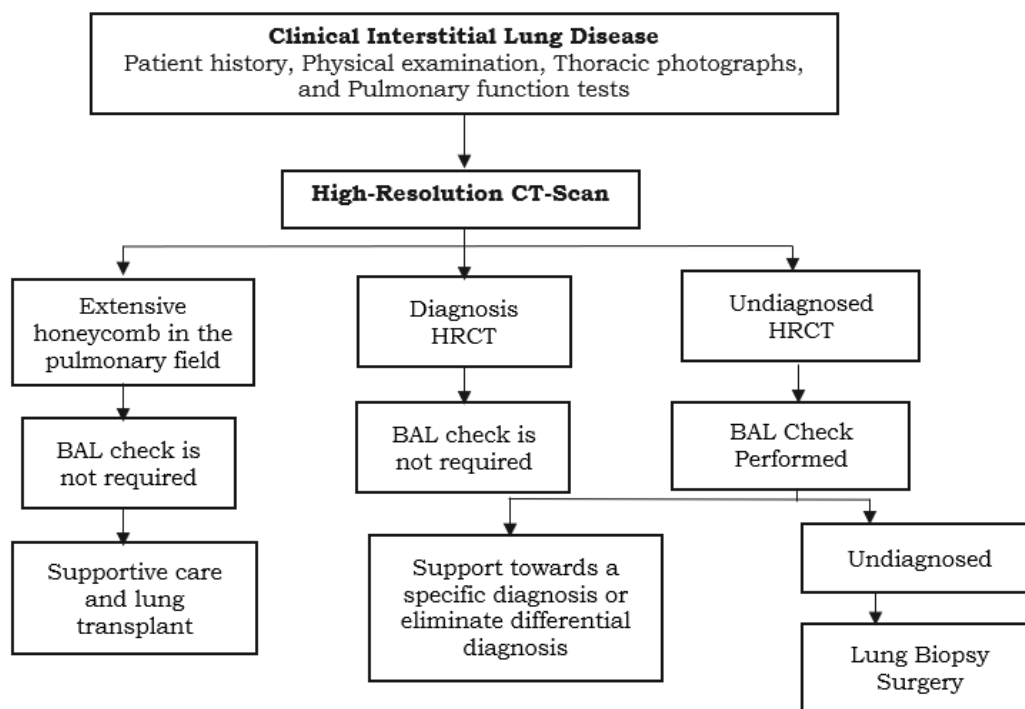 Clinical Interstitial Lung Disease
Patient history, Physical examination, Thoracic photographs,
and Pulmonary function tests
High-Resolution CT-Scan
Extensive
honeycomb in the
pulmonary field
Diagnosis
HRCT
Undiagnosed
HRCT
BAL check is
not required
BAL check is
not required
BAL Check
Performed
Supportive care
and lung
transplant
Support towards a
specific diagnosis or
eliminate differential
diagnosis
Undiagnosed
Lung Biopsy
Surgery